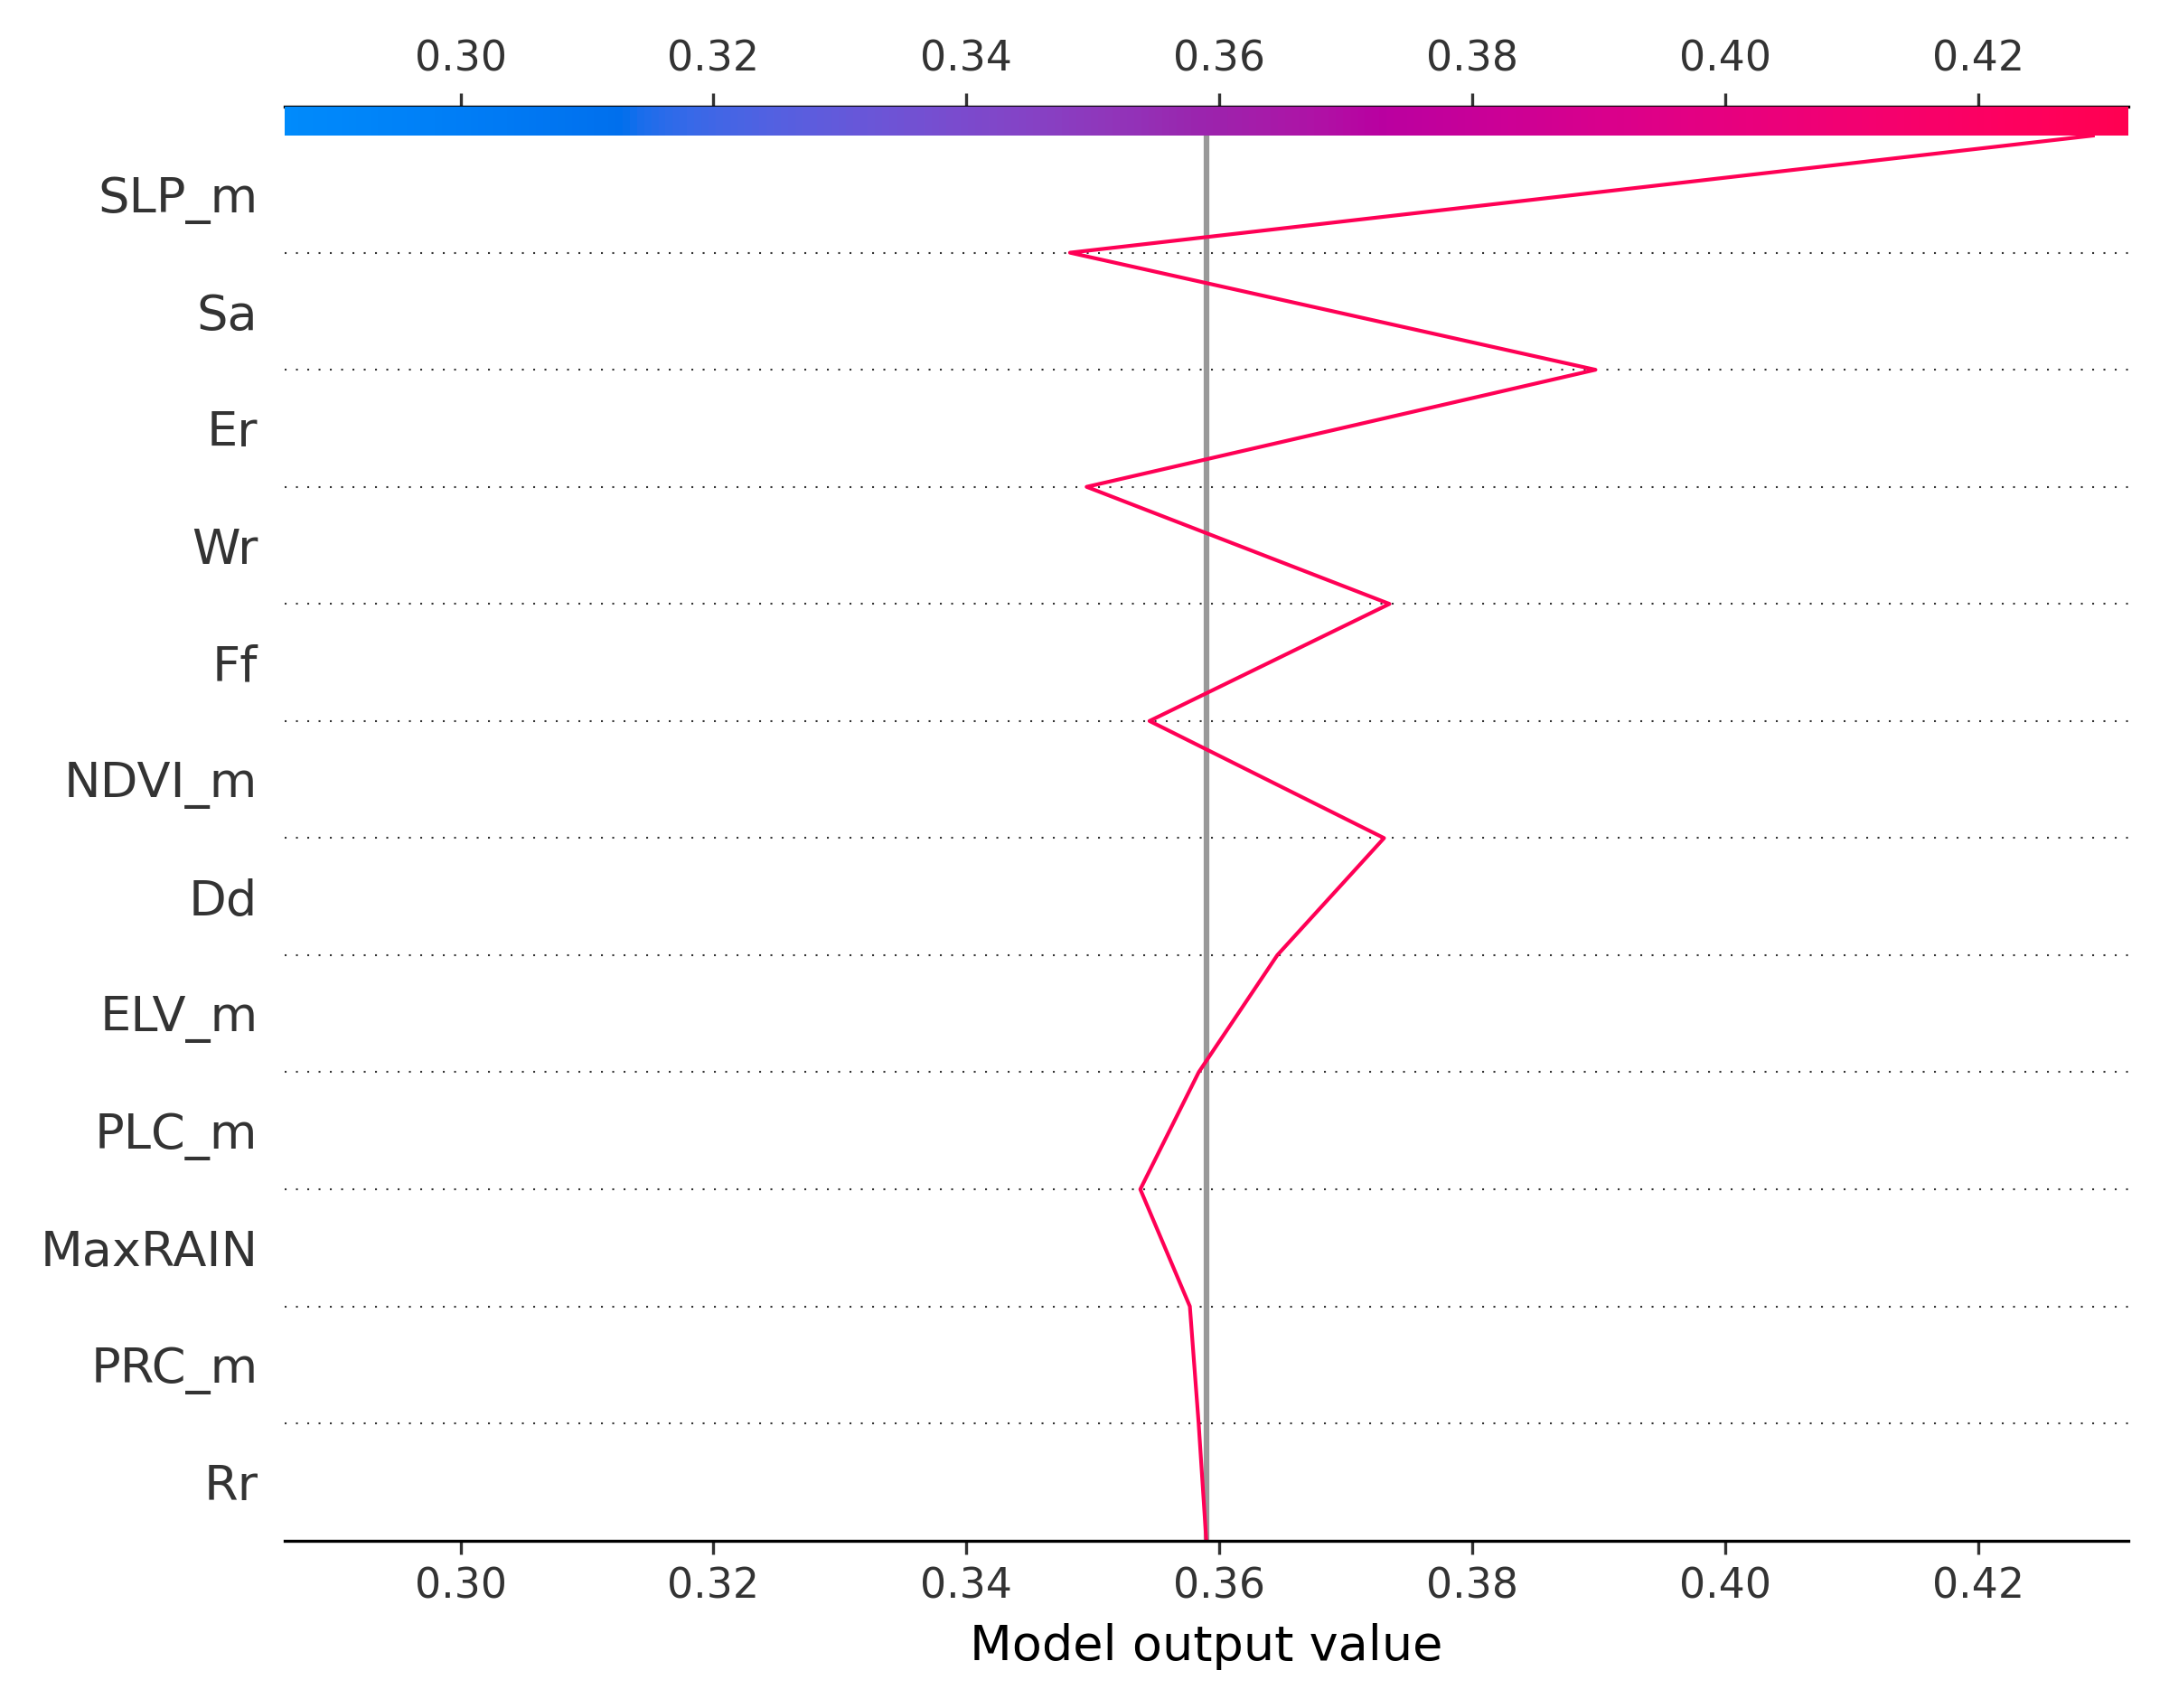 0.30 0.32 0.34 0.36 0.38 0.40 0.42
SLP_m
Sa
Er
Wr
Ff
NDVI_m
Dd
ELV_m
PLC_m
MaxRAIN
PRC_m
Rr
0.30 0.32 0.34 0.36 0.38 0.40 0.42
Model output value